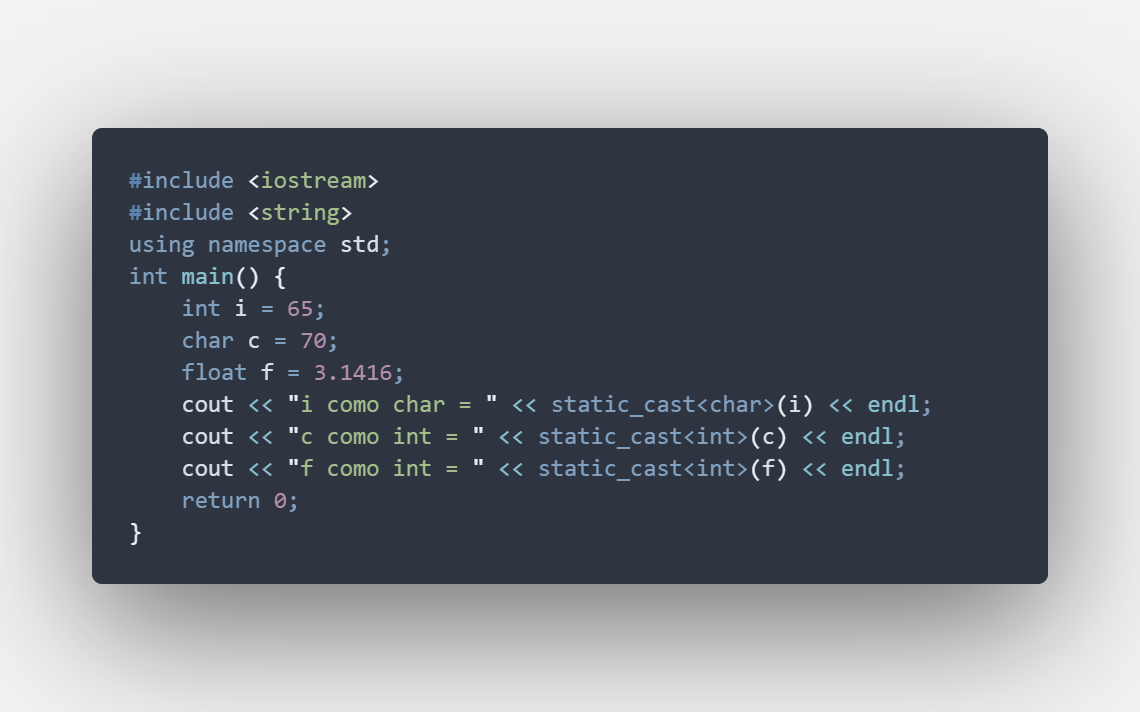 #include <iostream>
#include <string>
using namespace std;
int main() {
    int i = 65;
    char c = 70;
    float f = 3.1416;
    cout << "i como char = " << static_cast<char>(i) << endl;
    cout << "c como int = " << static_cast<int>(c) << endl;
    cout << "f como int = " << static_cast<int>(f) << endl;
    return 0;
}